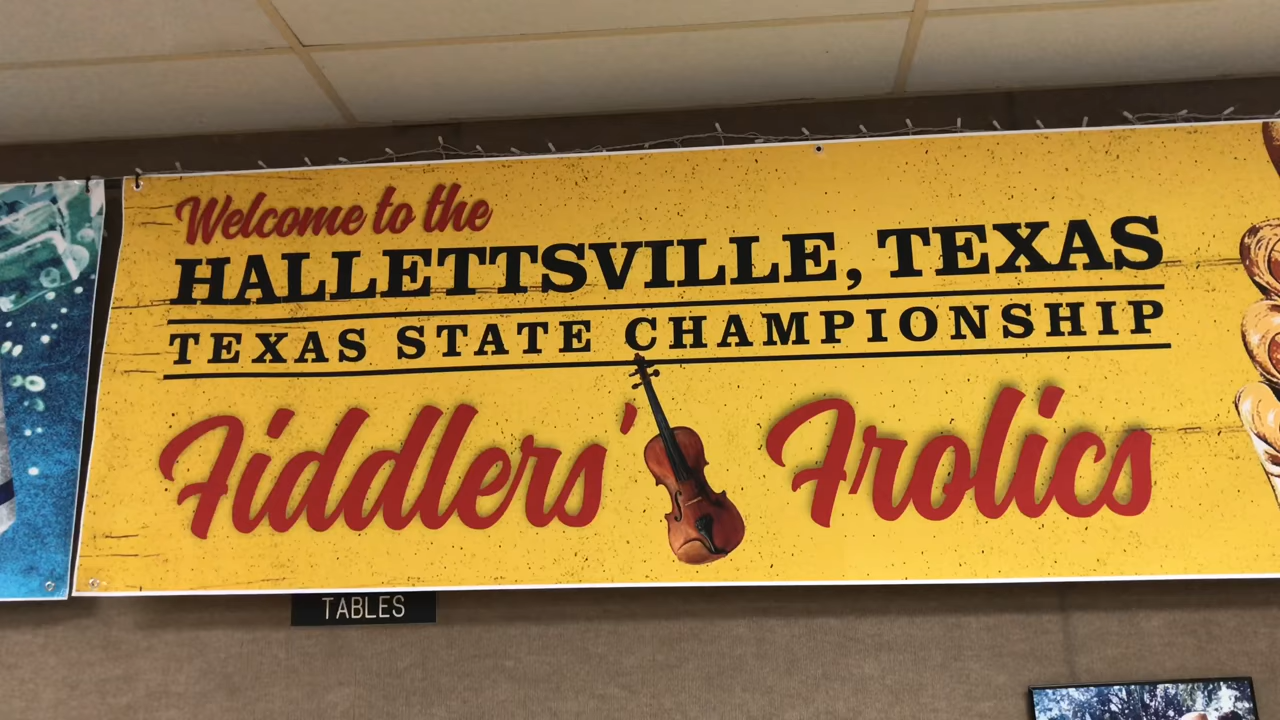 Welcome to the
HALLETTSVILLE, TEXAS
TEXAS STATE CHAMPIONSHIP
Fiddlers' Frolics
TABLES